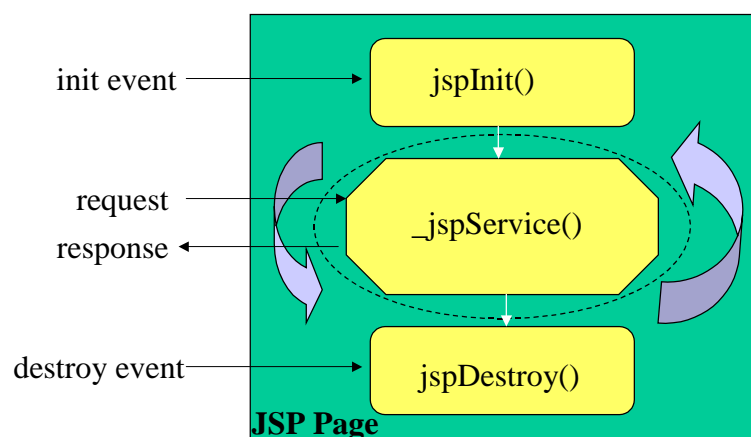 jspInit()
init event
request
_jspService()
response
destroy event
jspDestroy()
JSP Page